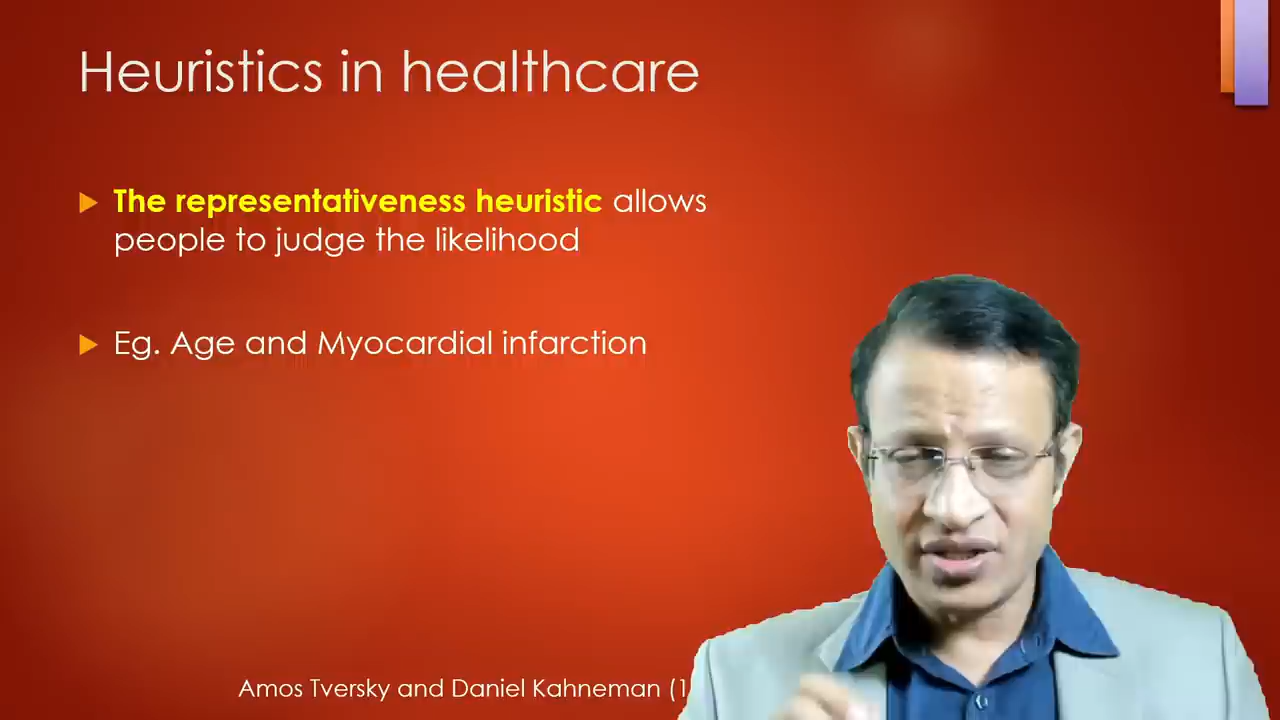 Heuristics in healthcare
The representativeness heuristic allows
people to judge the likelihood
Eg. Age and Myocardial infarction
Amos Tversky and Daniel Kahneman (1